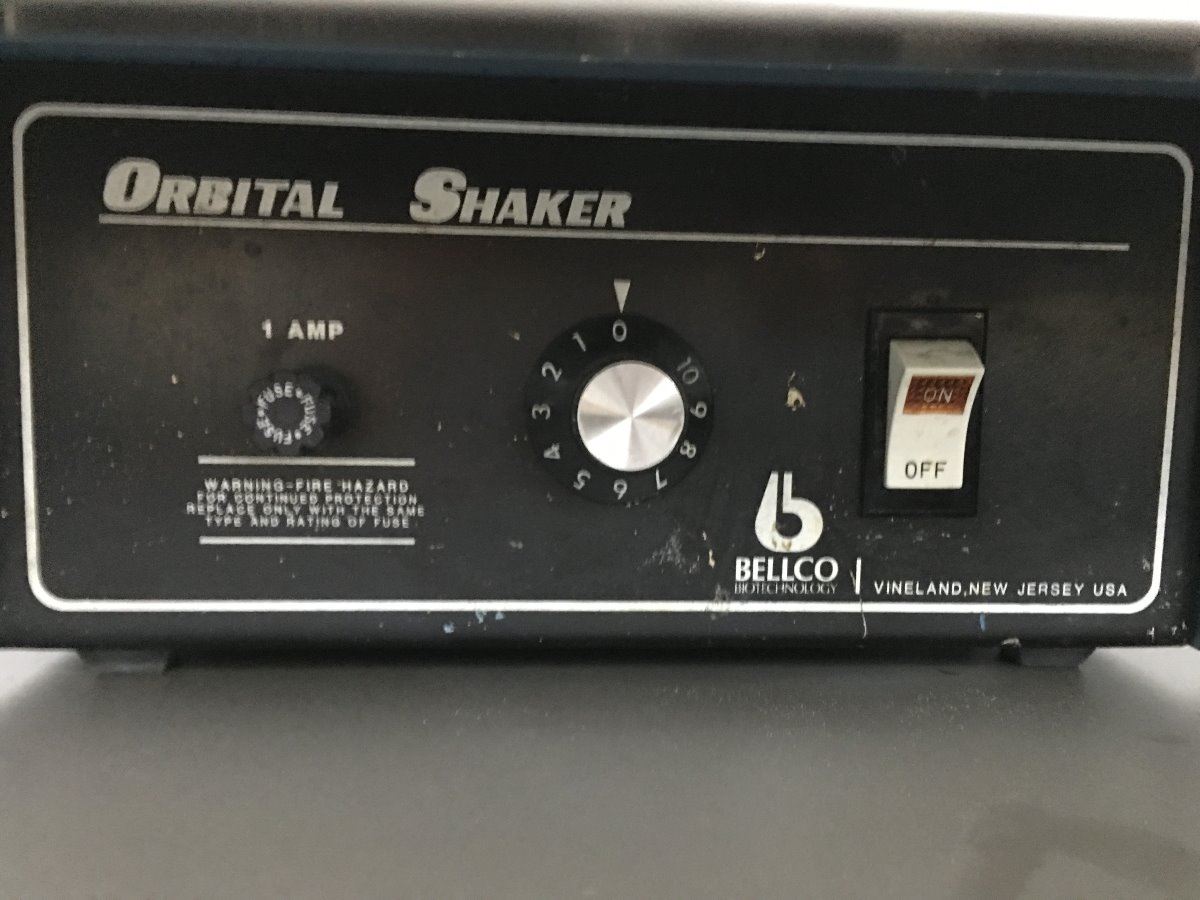 ORBITAL SHAKER
1 AMP
FUSE • FUSE • FUSE •
0
1
2
3
4
5
6
7
8
9
10
ON
OFF
WARNING-FIRE HAZARD
FOR CONTINUED PROTECTION
REPLACE ONLY WITH THE SAME
TYPE AND RATING OF FUSE
b
BELLCO
BIOTECHNOLOGY
VINELAND, NEW JERSEY USA